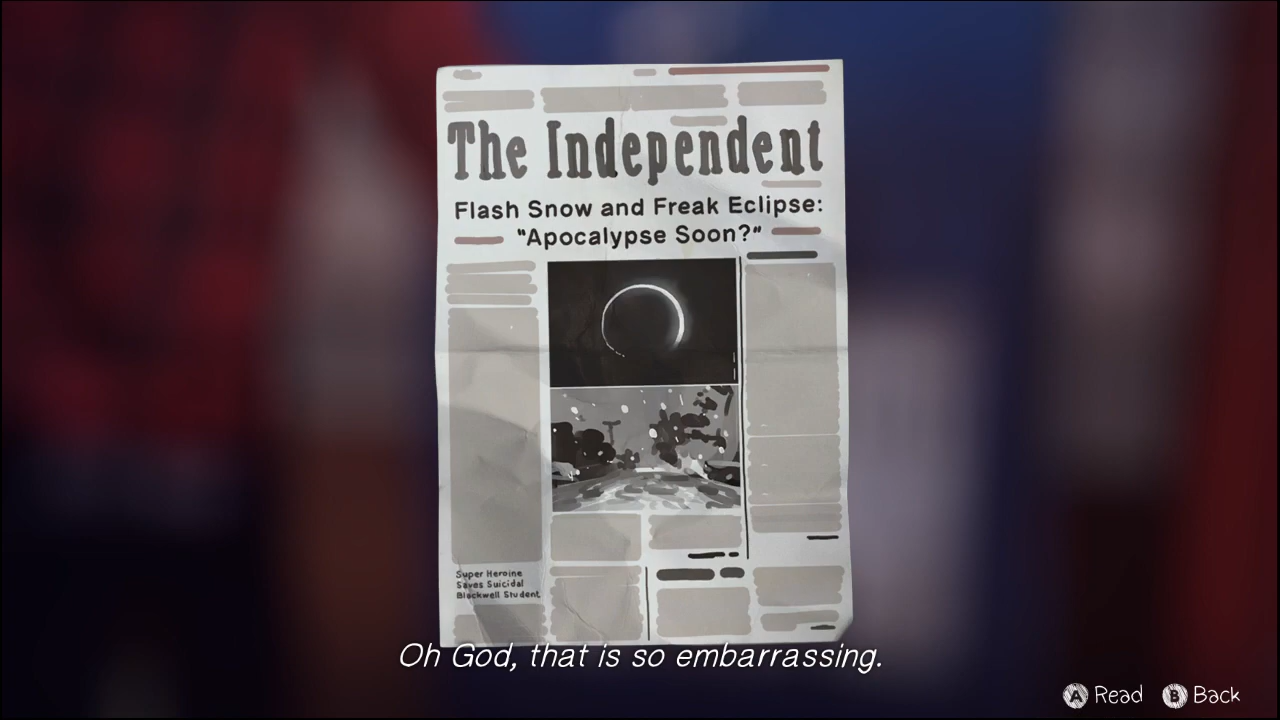 The Independent
Flash Snow and Freak Eclipse:
"Apocalypse Soon?"
Super Heroine
Saves Suicidal
Blackwell Student
Oh God, that is so embarrassing.
A Read B Back